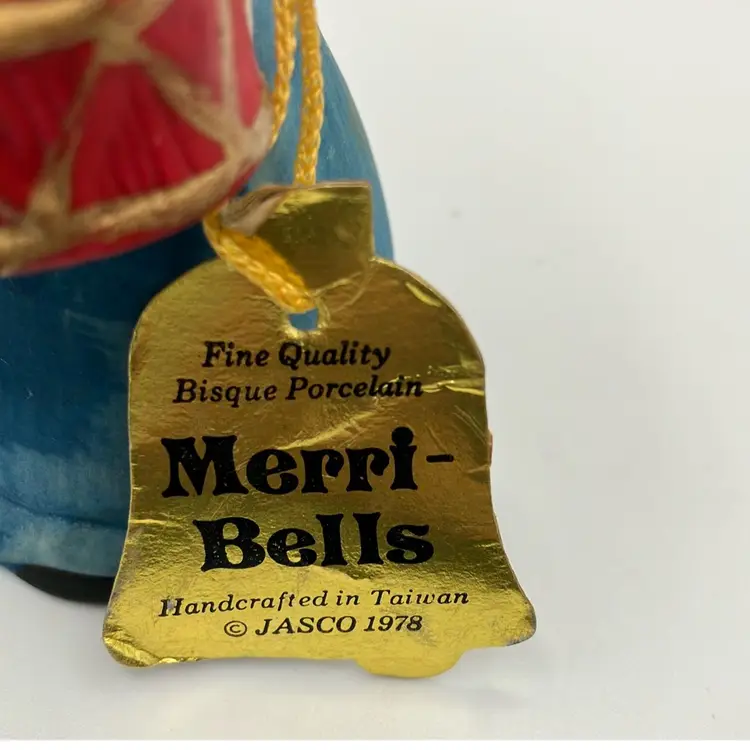 Fine Quality
Bisque Porcelain
Merri-
Bells
Handcrafted in Taiwan
© JASCO 1978